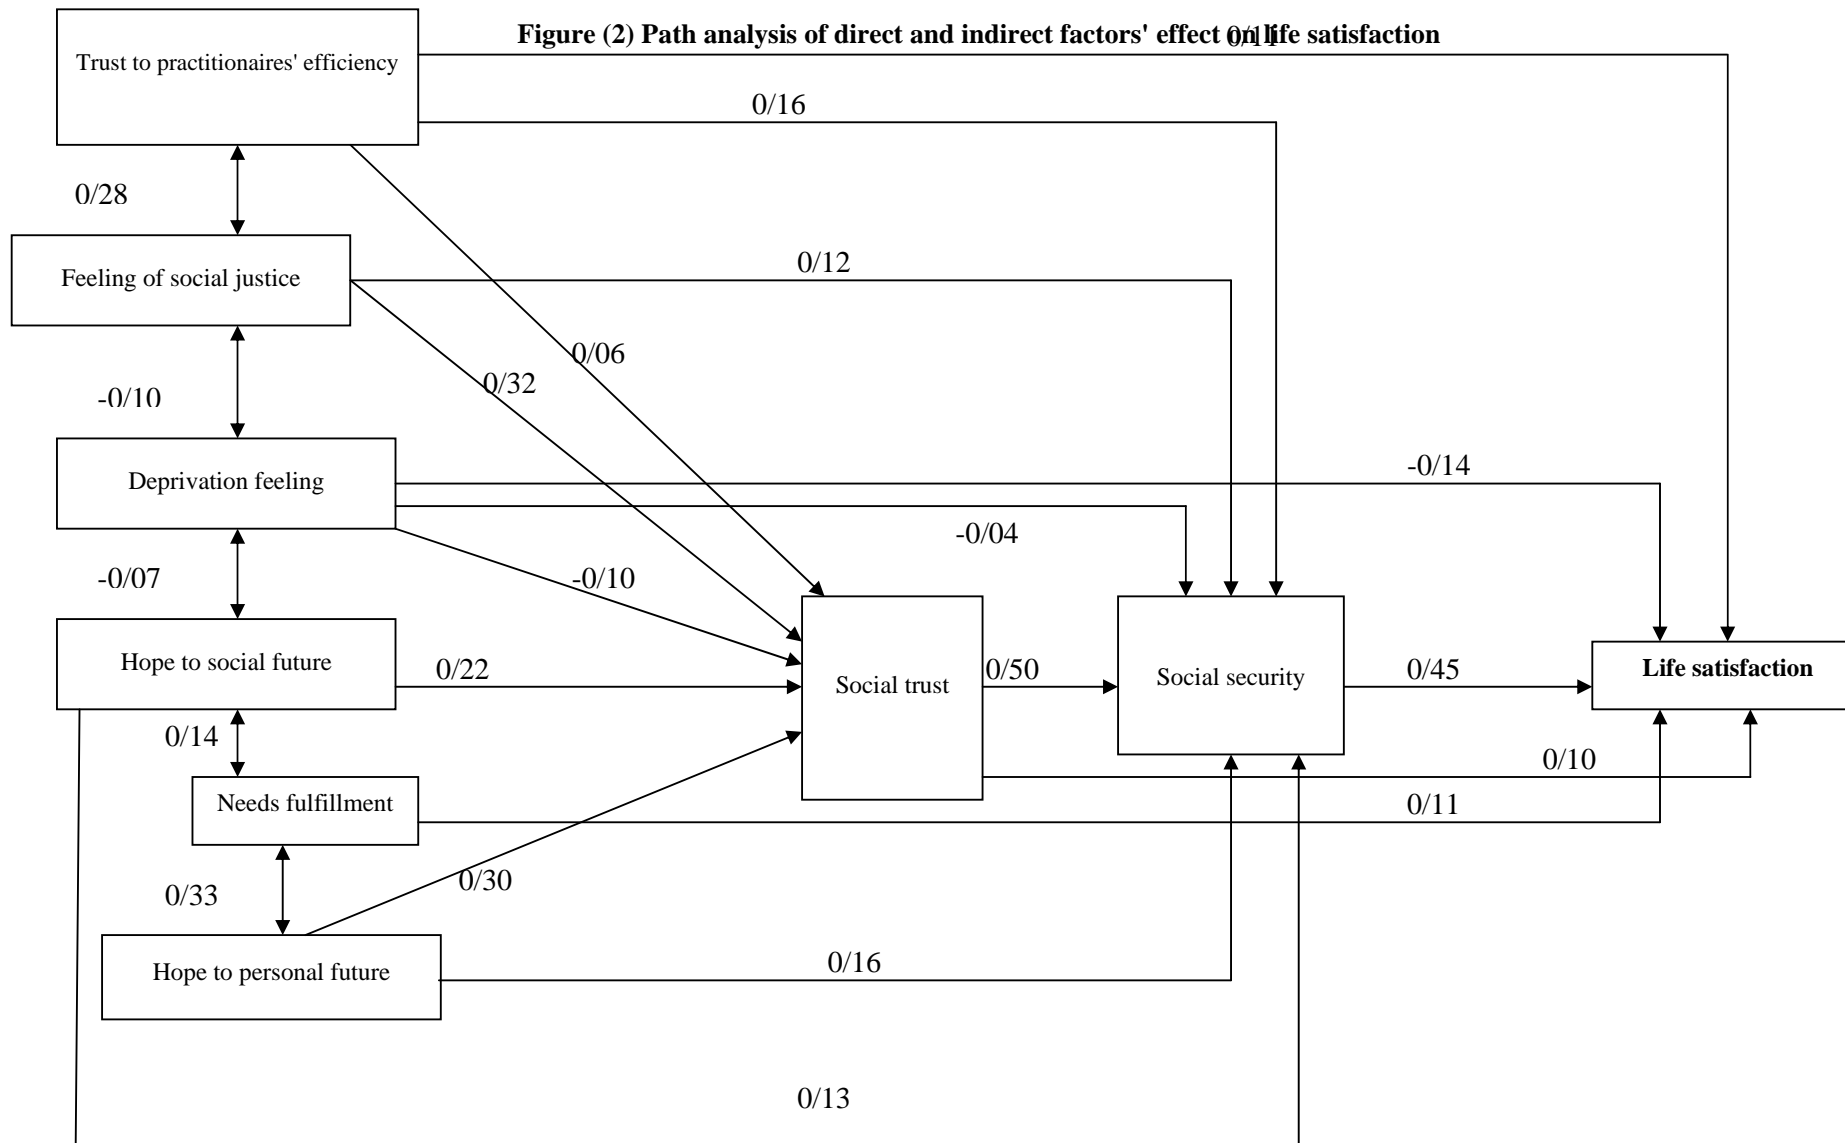 Figure (2) Path analysis of direct and indirect factors' effect on life satisfaction
0/11
Trust to practitionaires' efficiency
0/16
0/28
Feeling of social justice
0/12
0/06
0/32
-0/10
Deprivation feeling
-0/14
-0/04
-0/07
-0/10
Hope to social future
0/22
Social trust
0/50
Social security
0/45
Life satisfaction
0/14
0/10
Needs fulfillment
0/11
0/33
0/30
Hope to personal future
0/16
0/13